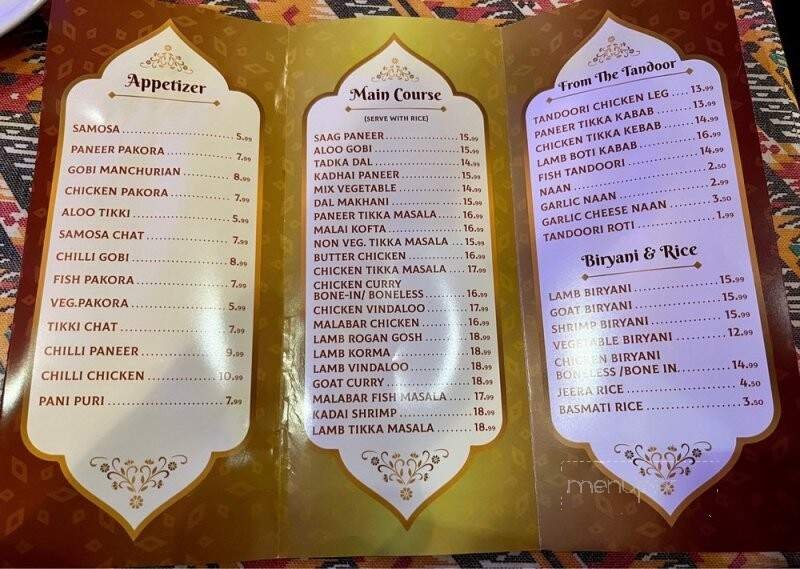 Appetizer
SAMOSA 5.99
PANEER PAKORA 7.99
GOBI MANCHURIAN 8.99
CHICKEN PAKORA 7.99
ALOO TIKKI 5.99
SAMOSA CHAT 7.99
CHILLI GOBI 8.99
FISH PAKORA 7.99
VEG.PAKORA 5.99
TIKKI CHAT 7.99
CHILLI PANEER 9.99
CHILLI CHICKEN 10.99
PANI PURI 7.99
Main Course
(SERVE WITH RICE)
SAAG PANEER 15.99
ALOO GOBI 15.99
TADKA DAL 14.99
KADHAI PANEER 15.99
MIX VEGETABLE 14.99
DAL MAKHANI 15.99
PANEER TIKKA MASALA 16.99
MALAI KOFTA 16.99
NON VEG. TIKKA MASALA 15.99
BUTTER CHICKEN 16.99
CHICKEN TIKKA MASALA 17.99
CHICKEN CURRY
BONE-IN/ BONELESS 16.99
CHICKEN VINDALOO 17.99
MALABAR CHICKEN 16.99
LAMB ROGAN GOSH 18.99
LAMB KORMA 18.99
LAMB VINDALOO 18.99
GOAT CURRY 18.99
MALABAR FISH MASALA 17.99
KADAI SHRIMP 18.99
LAMB TIKKA MASALA 18.99
From The Tandoor
TANDOORI CHICKEN LEG 13.99
PANEER TIKKA KABAB 13.99
CHICKEN TIKKA KEBAB 14.99
LAMB BOTI KABAB 16.99
FISH TANDOORI 14.99
NAAN 2.50
GARLIC NAAN 2.99
GARLIC CHEESE NAAN 3.50
TANDOORI ROTI 1.99
Biryani & Rice
LAMB BIRYANI 15.99
GOAT BIRYANI 15.99
SHRIMP BIRYANI 15.99
VEGETABLE BIRYANI 12.99
CHICKEN BIRYANI
BONELESS /BONE IN 14.99
JEERA RICE 4.50
BASMATI RICE 3.50